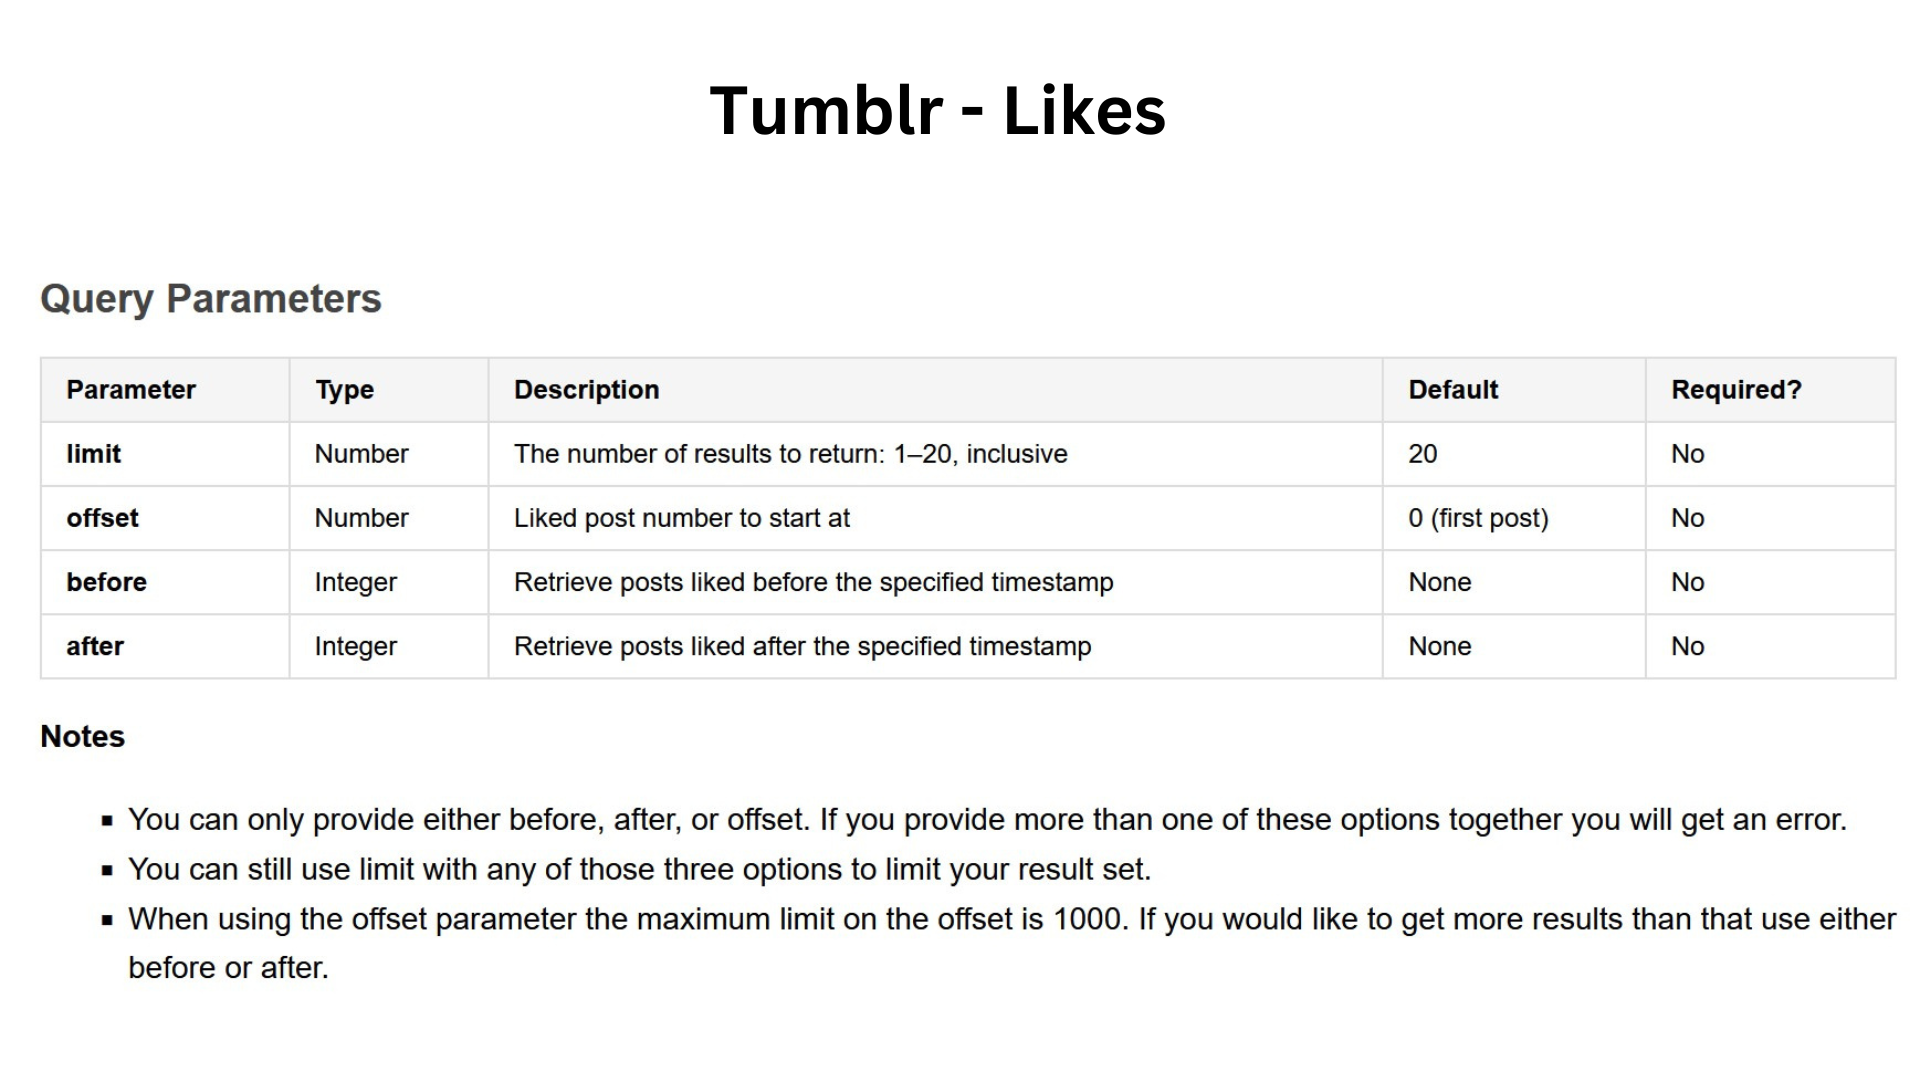 Tumblr - Likes
Query Parameters
Parameter Type Description Default Required?
limit Number The number of results to return: 1–20, inclusive 20 No
offset Number Liked post number to start at 0 (first post) No
before Integer Retrieve posts liked before the specified timestamp None No
after Integer Retrieve posts liked after the specified timestamp None No
Notes
▪ You can only provide either before, after, or offset. If you provide more than one of these options together you will get an error.
▪ You can still use limit with any of those three options to limit your result set.
▪ When using the offset parameter the maximum limit on the offset is 1000. If you would like to get more results than that use either
before or after.